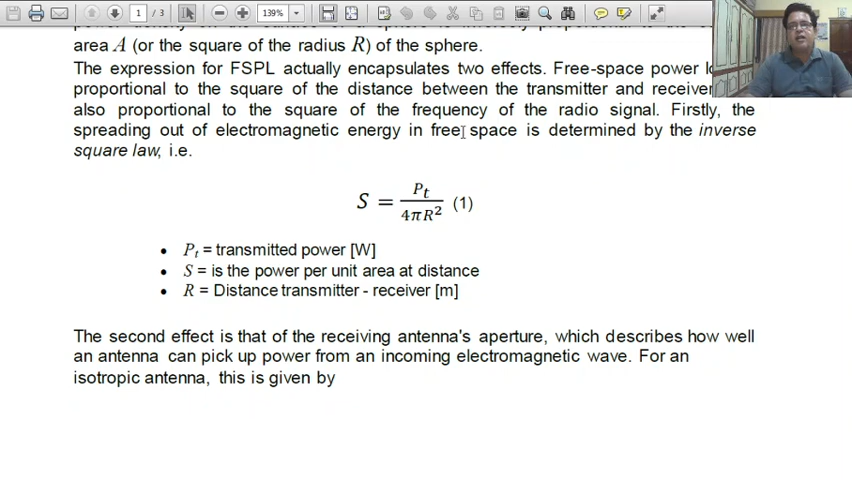 1 / 3
139%
area A (or the square of the radius R) of the sphere.
The expression for FSPL actually encapsulates two effects. Free-space power
proportional to the square of the distance between the transmitter and receiver
also proportional to the square of the frequency of the radio signal. Firstly, the
spreading out of electromagnetic energy in free space is determined by the inverse
square law, i.e.
S = Pt / 4πR² (1)
• Pt = transmitted power [W]
• S = is the power per unit area at distance
• R = Distance transmitter - receiver [m]
The second effect is that of the receiving antenna's aperture, which describes how well
an antenna can pick up power from an incoming electromagnetic wave. For an
isotropic antenna, this is given by